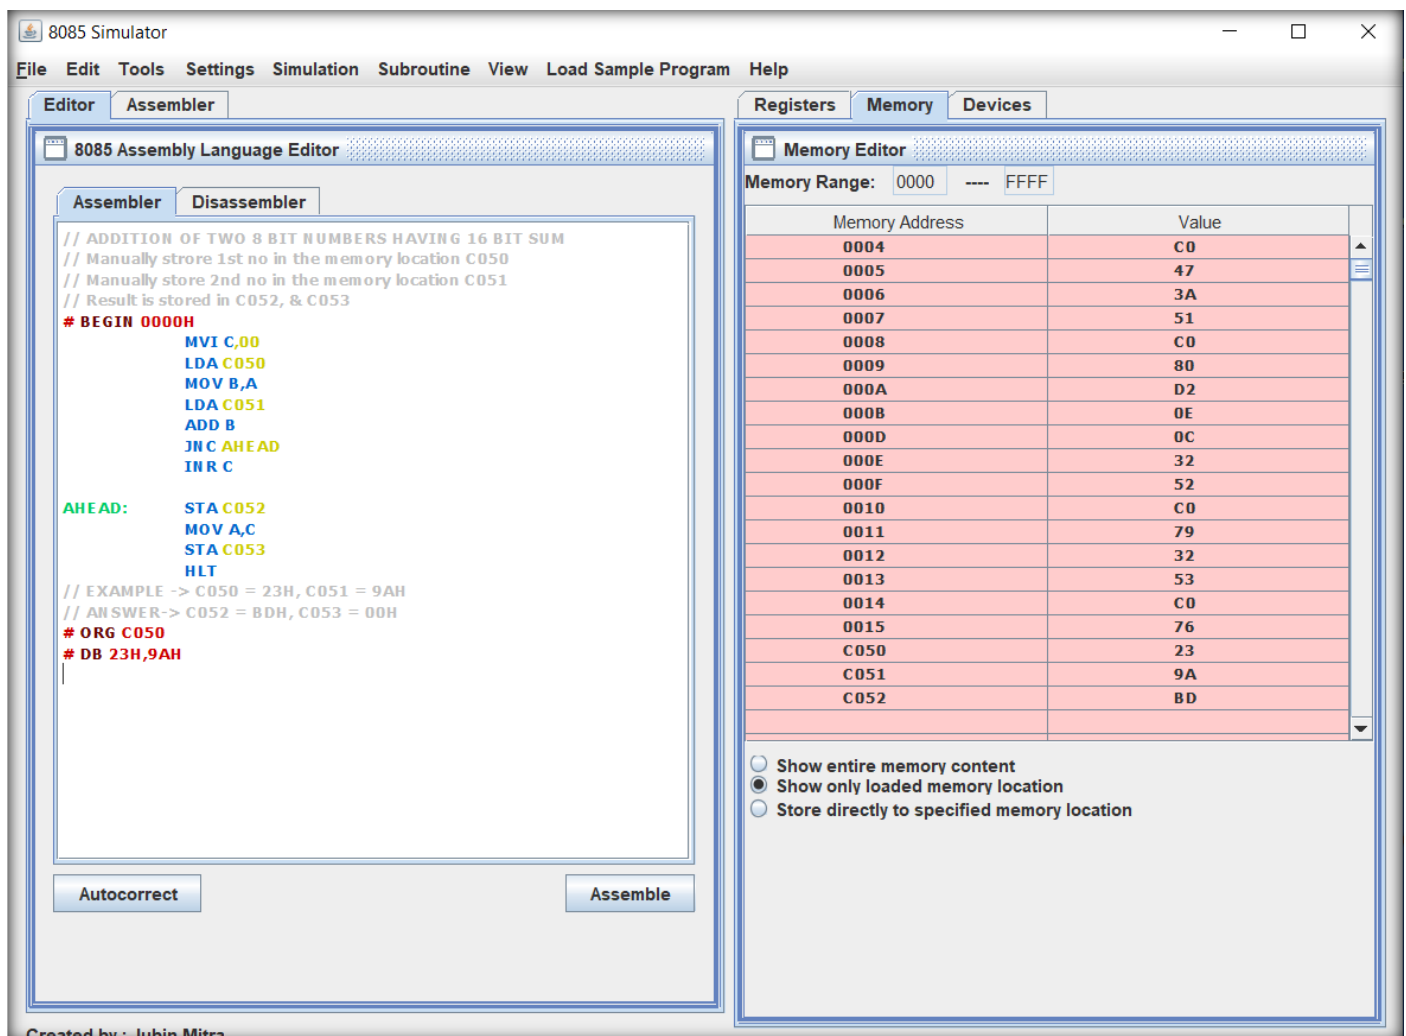 8085 Simulator
File Edit Tools Settings Simulation Subroutine View Load Sample Program Help
Editor Assembler
8085 Assembly Language Editor
Assembler Disassembler
// ADDITION OF TWO 8 BIT NUMBERS HAVING 16 BIT SUM
// Manually strore 1st no in the memory location C050
// Manually store 2nd no in the memory location C051
// Result is stored in C052, & C053
# BEGIN 0000H
MVI C,00
LDA C050
MOV B,A
LDA C051
ADD B
JNC AHEAD
INR C
AHEAD: STA C052
MOV A,C
STA C053
HLT
// EXAMPLE -> C050 = 23H, C051 = 9AH
// ANSWER-> C052 = BDH, C053 = 00H
# ORG C050
# DB 23H,9AH
Autocorrect Assemble
Created by : Jubin Mitra
Registers Memory Devices
Memory Editor
Memory Range: 0000 ---- FFFF
Memory Address Value
0004 C0
0005 47
0006 3A
0007 51
0008 C0
0009 80
000A D2
000B 0E
000D 0C
000E 32
000F 52
0010 C0
0011 79
0012 32
0013 53
0014 C0
0015 76
C050 23
C051 9A
C052 BD
Show entire memory content
Show only loaded memory location
Store directly to specified memory location